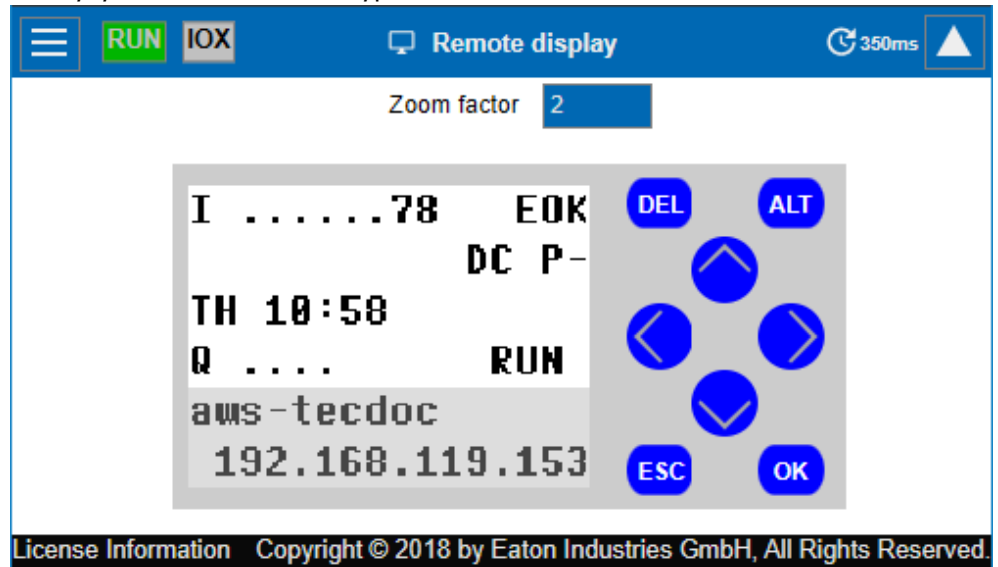 RUN IOX Remote display 350ms
Zoom factor 2
I ......78 EOK
DC P-
TH 10:58
Q .... RUN
aws-tecdoc
192.168.119.153
DEL ALT
ESC OK
License Information Copyright © 2018 by Eaton Industries GmbH, All Rights Reserved.